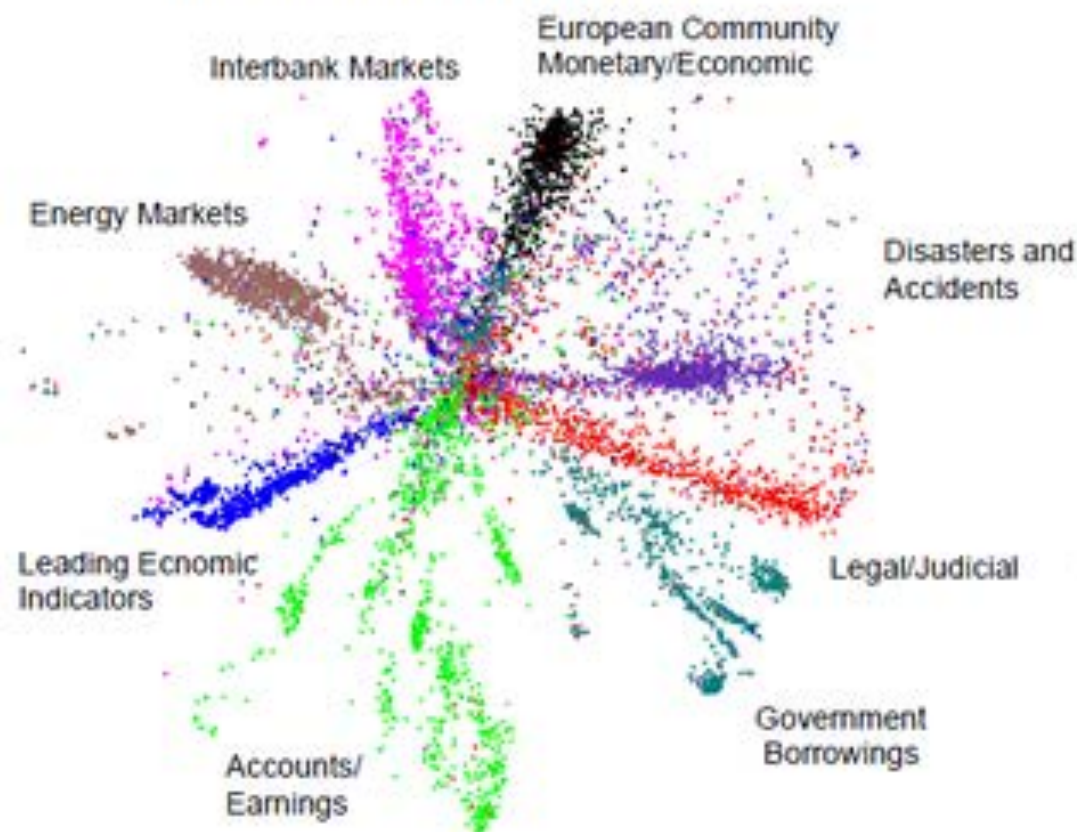 European Community
Monetary/Economic
Interbank Markets
Energy Markets
Disasters and
Accidents
Leading Ecnomic
Indicators
Legal/Judicial
Government
Borrowings
Accounts/
Earnings